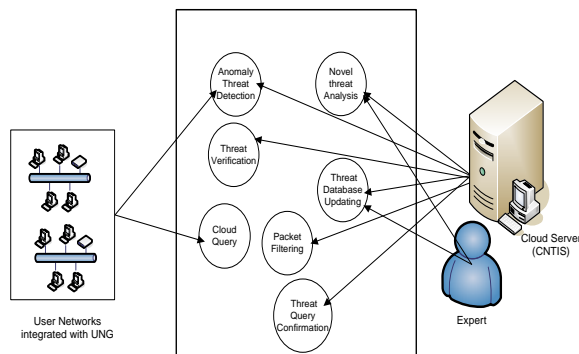 Anomaly
Threat
Detection
Novel
threat
Analysis
Threat
Verification
Threat
Database
Updating
Cloud
Query
Packet
Filtering
Threat
Query
Confirmation
User Networks
integrated with UNG
Cloud Server
(CNTIS)
Expert